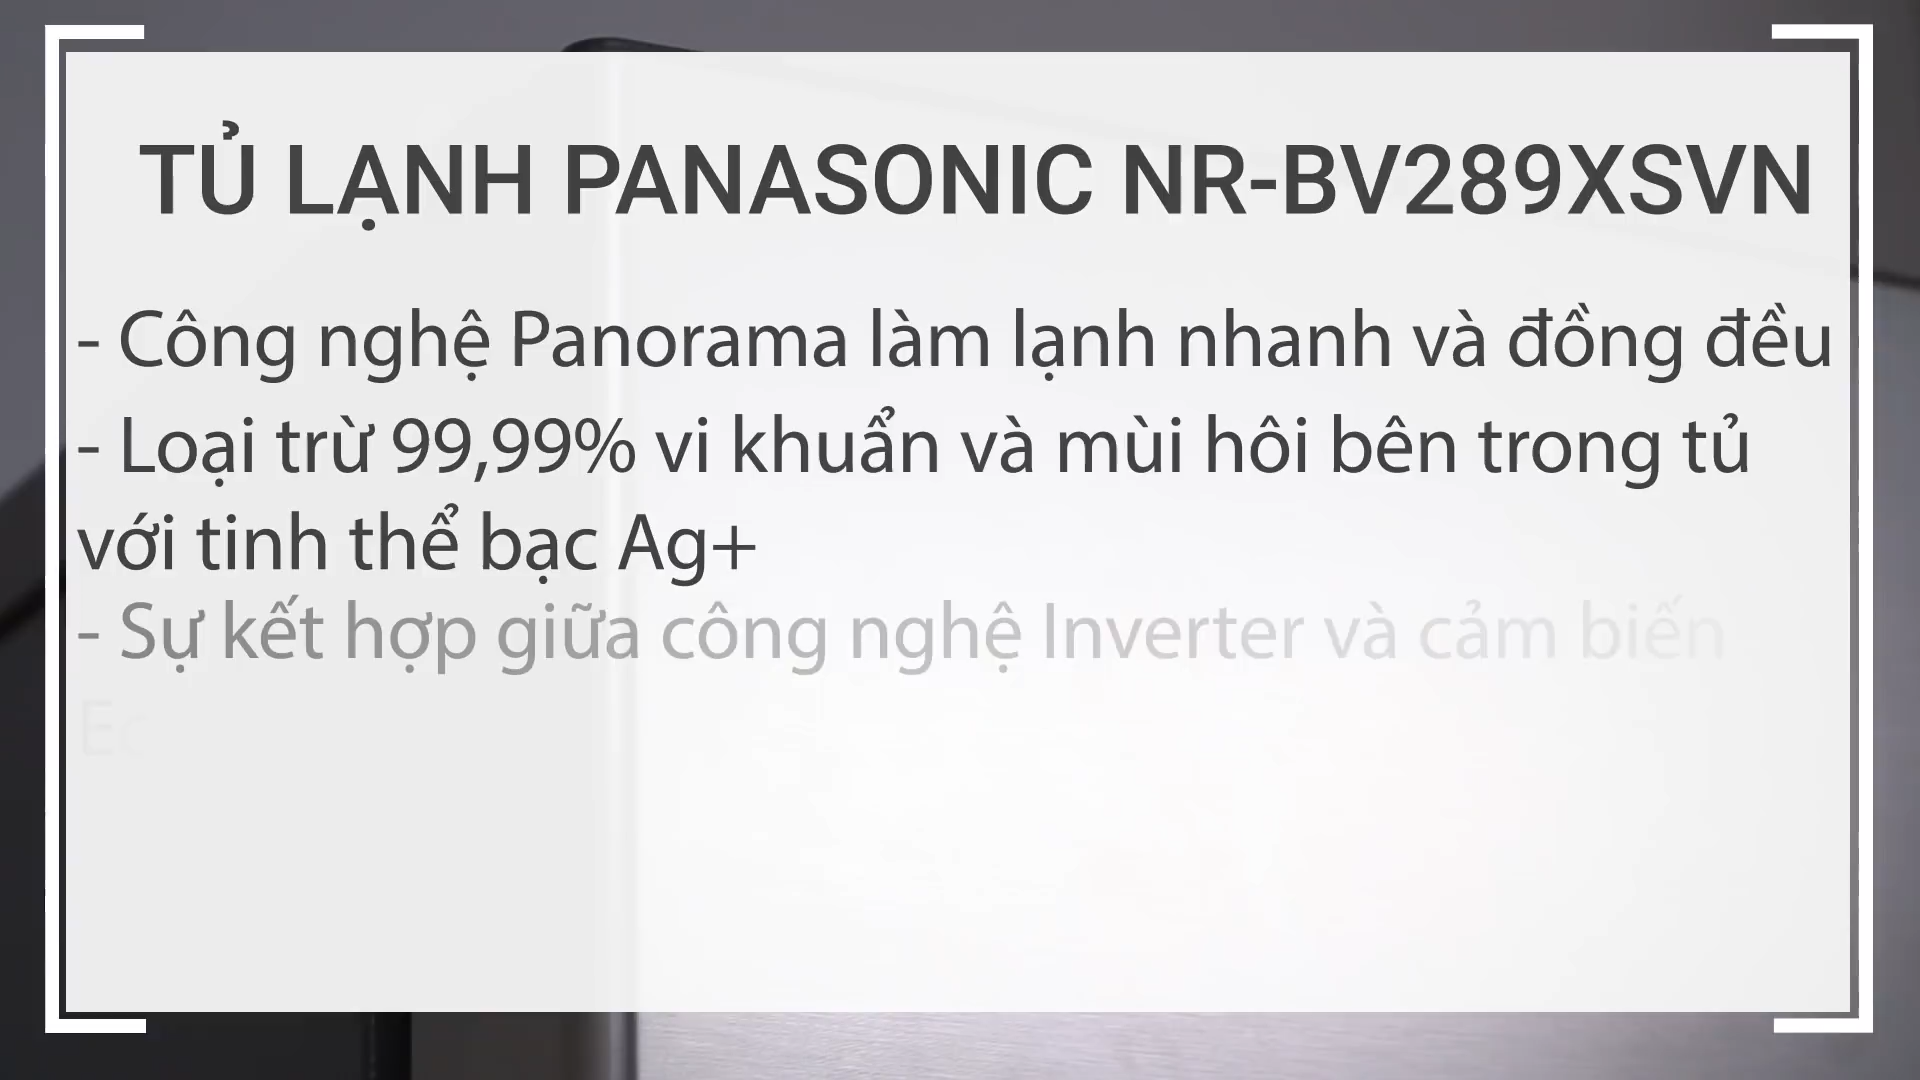 TỦ LẠNH PANASONIC NR-BV289XSVN
- Công nghệ Panorama làm lạnh nhanh và đồng đều
- Loại trừ 99,99% vi khuẩn và mùi hôi bên trong tủ
với tinh thể bạc Ag+
- Sự kết hợp giữa công nghệ Inverter và cảm biến